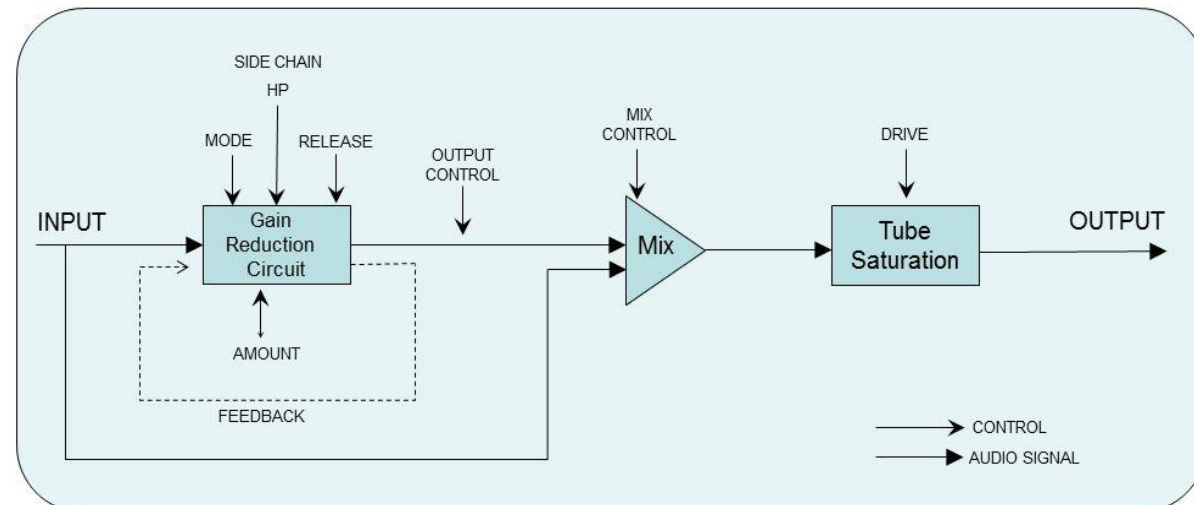 SIDE CHAIN
HP
MODE
RELEASE
OUTPUT
CONTROL
MIX
CONTROL
DRIVE
INPUT
Gain
Reduction
Circuit
Mix
Tube
Saturation
OUTPUT
AMOUNT
FEEDBACK
CONTROL
AUDIO SIGNAL